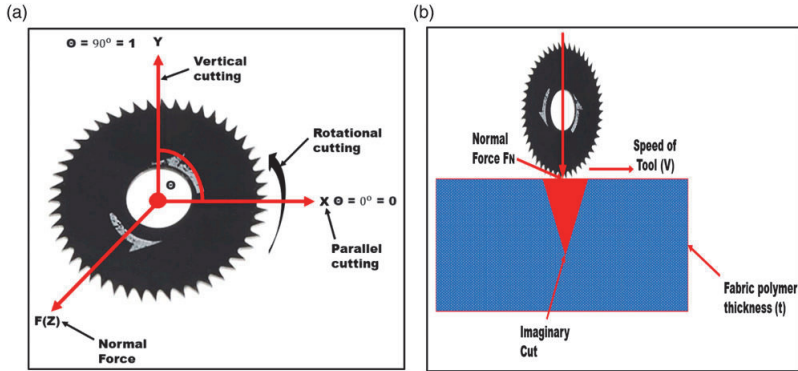 (a)
Θ = 90° = 1
Y
Vertical
cutting
Rotational
cutting
Θ
X Θ = 0° = 0
Parallel
cutting
F(Z)
Normal
Force
(b)
Normal
Force FN
Speed of
Tool (V)
Fabric polymer
thickness (t)
Imaginary
Cut